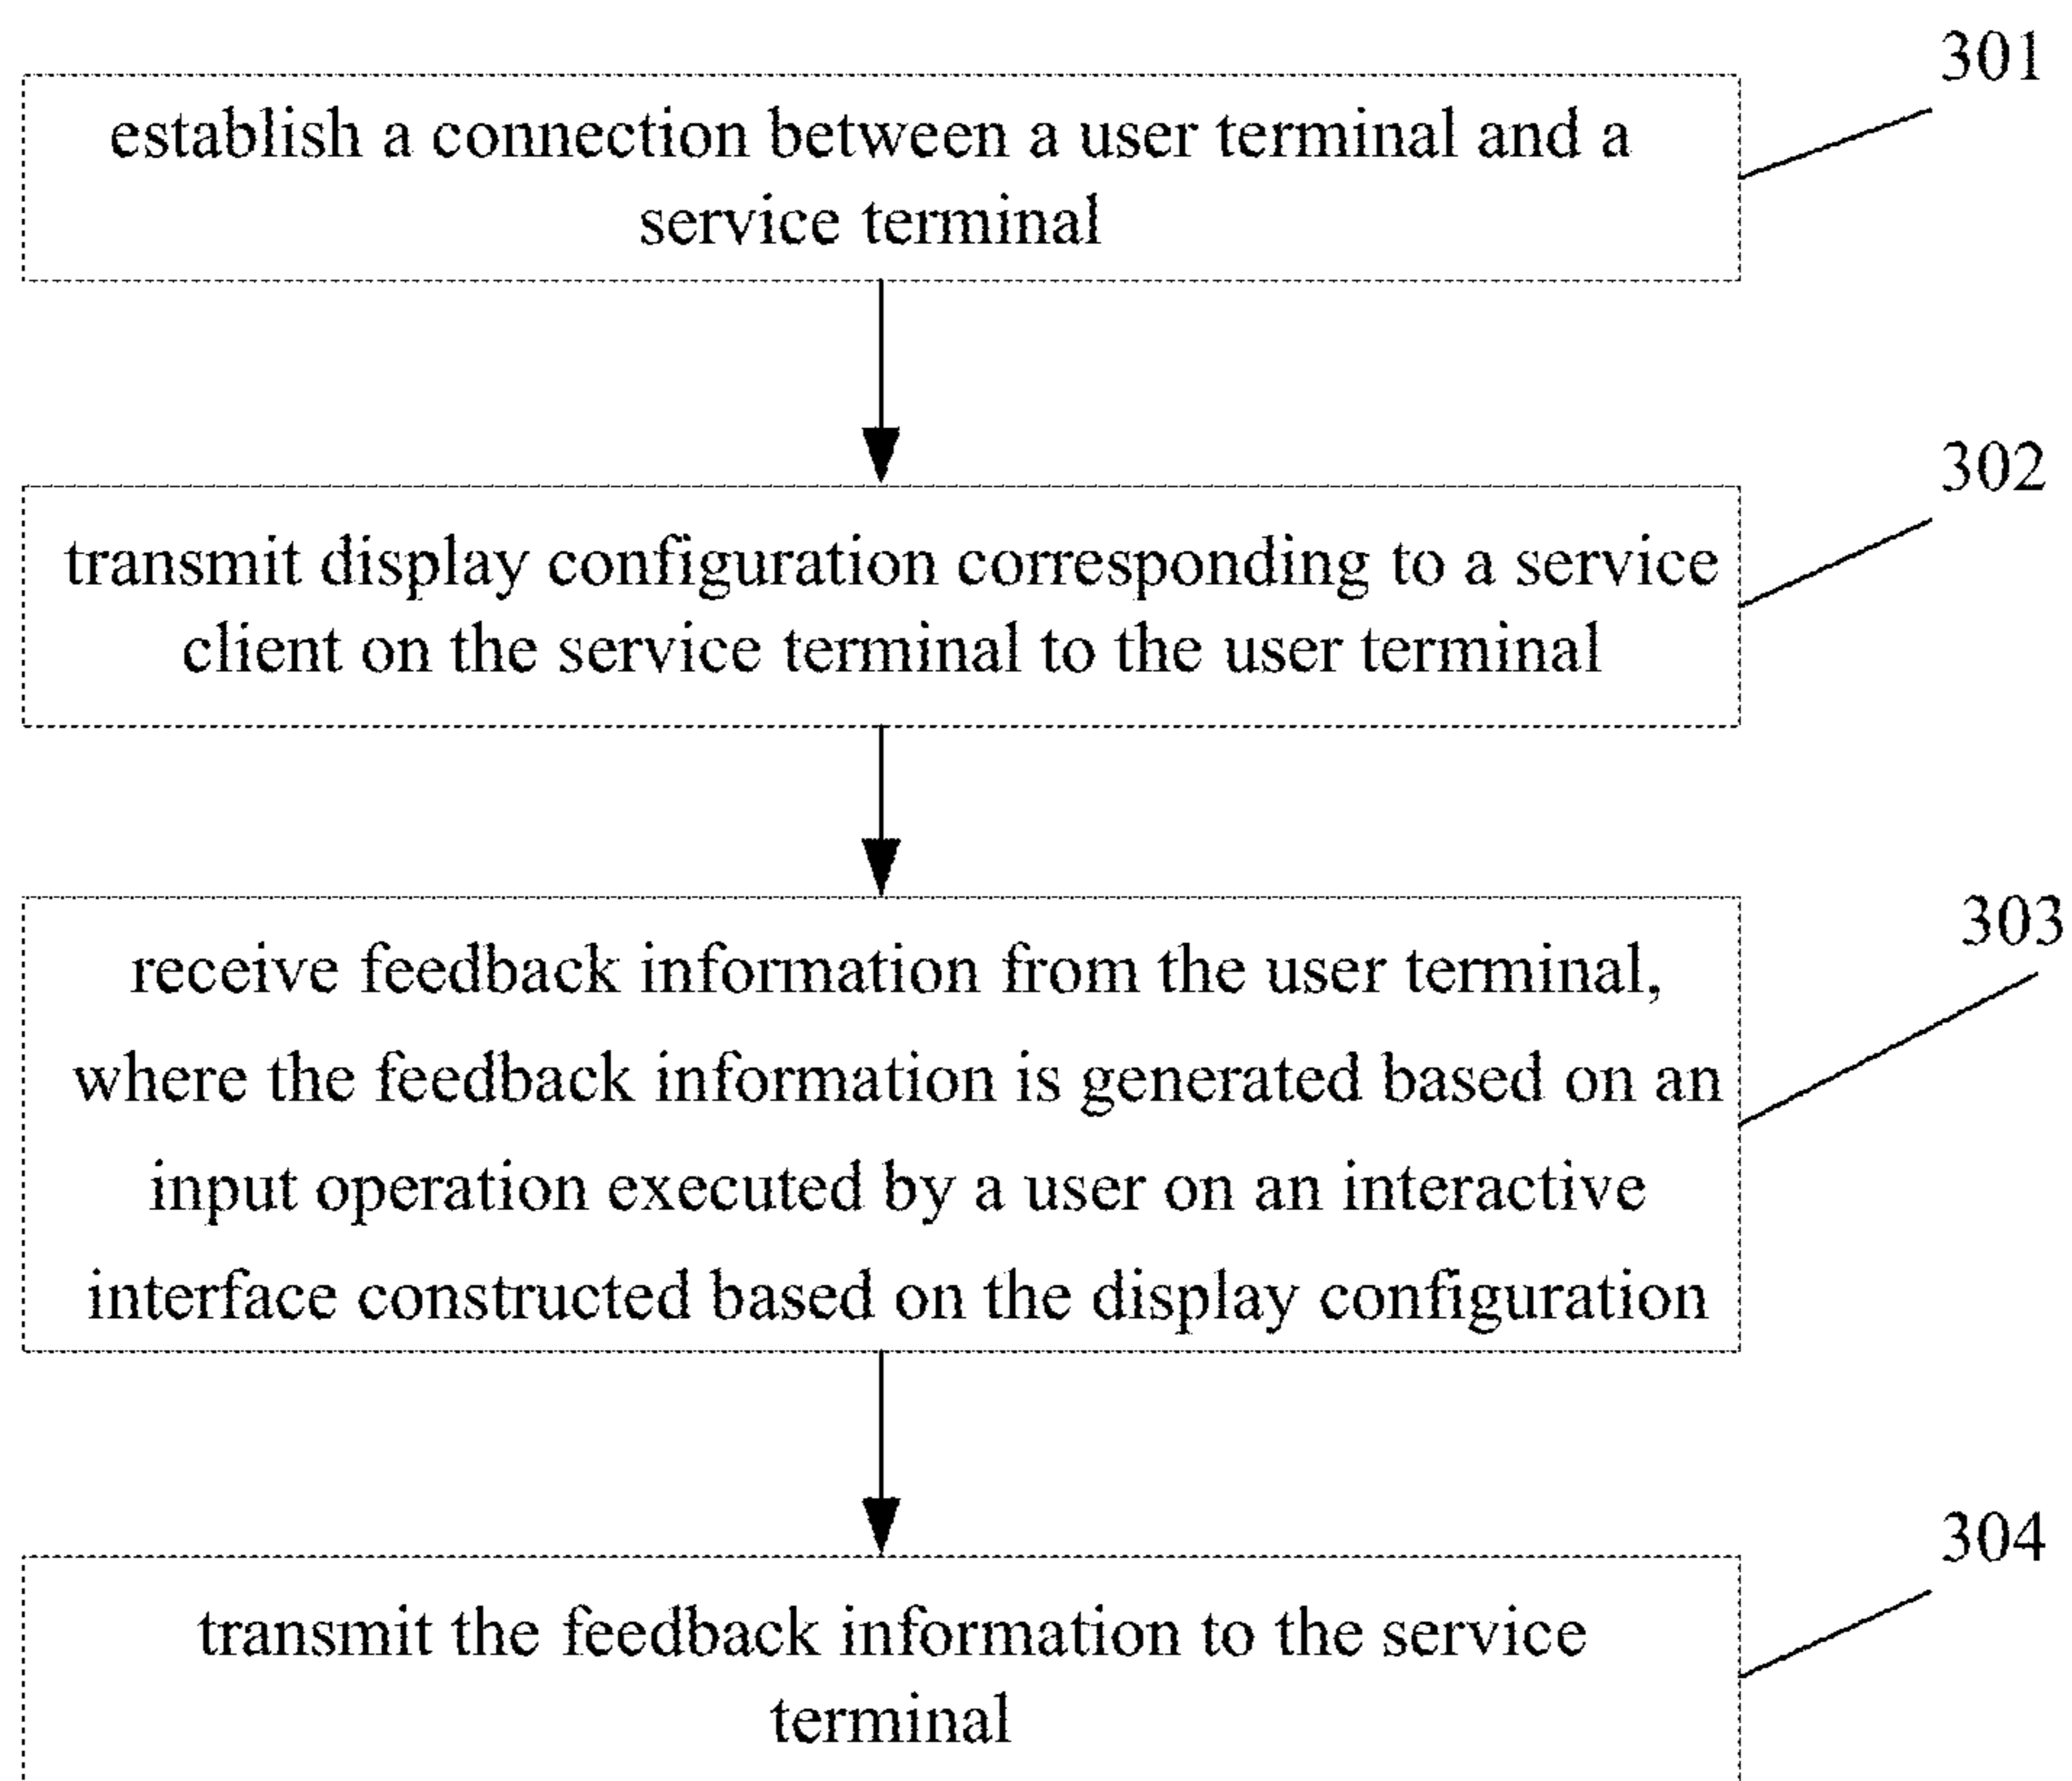 301
establish a connection between a user terminal and a
service terminal
302
transmit display configuration corresponding to a service
client on the service terminal to the user terminal
303
receive feedback information from the user terminal,
where the feedback information is generated based on an
input operation executed by a user on an interactive
interface constructed based on the display configuration
304
transmit the feedback information to the service
terminal